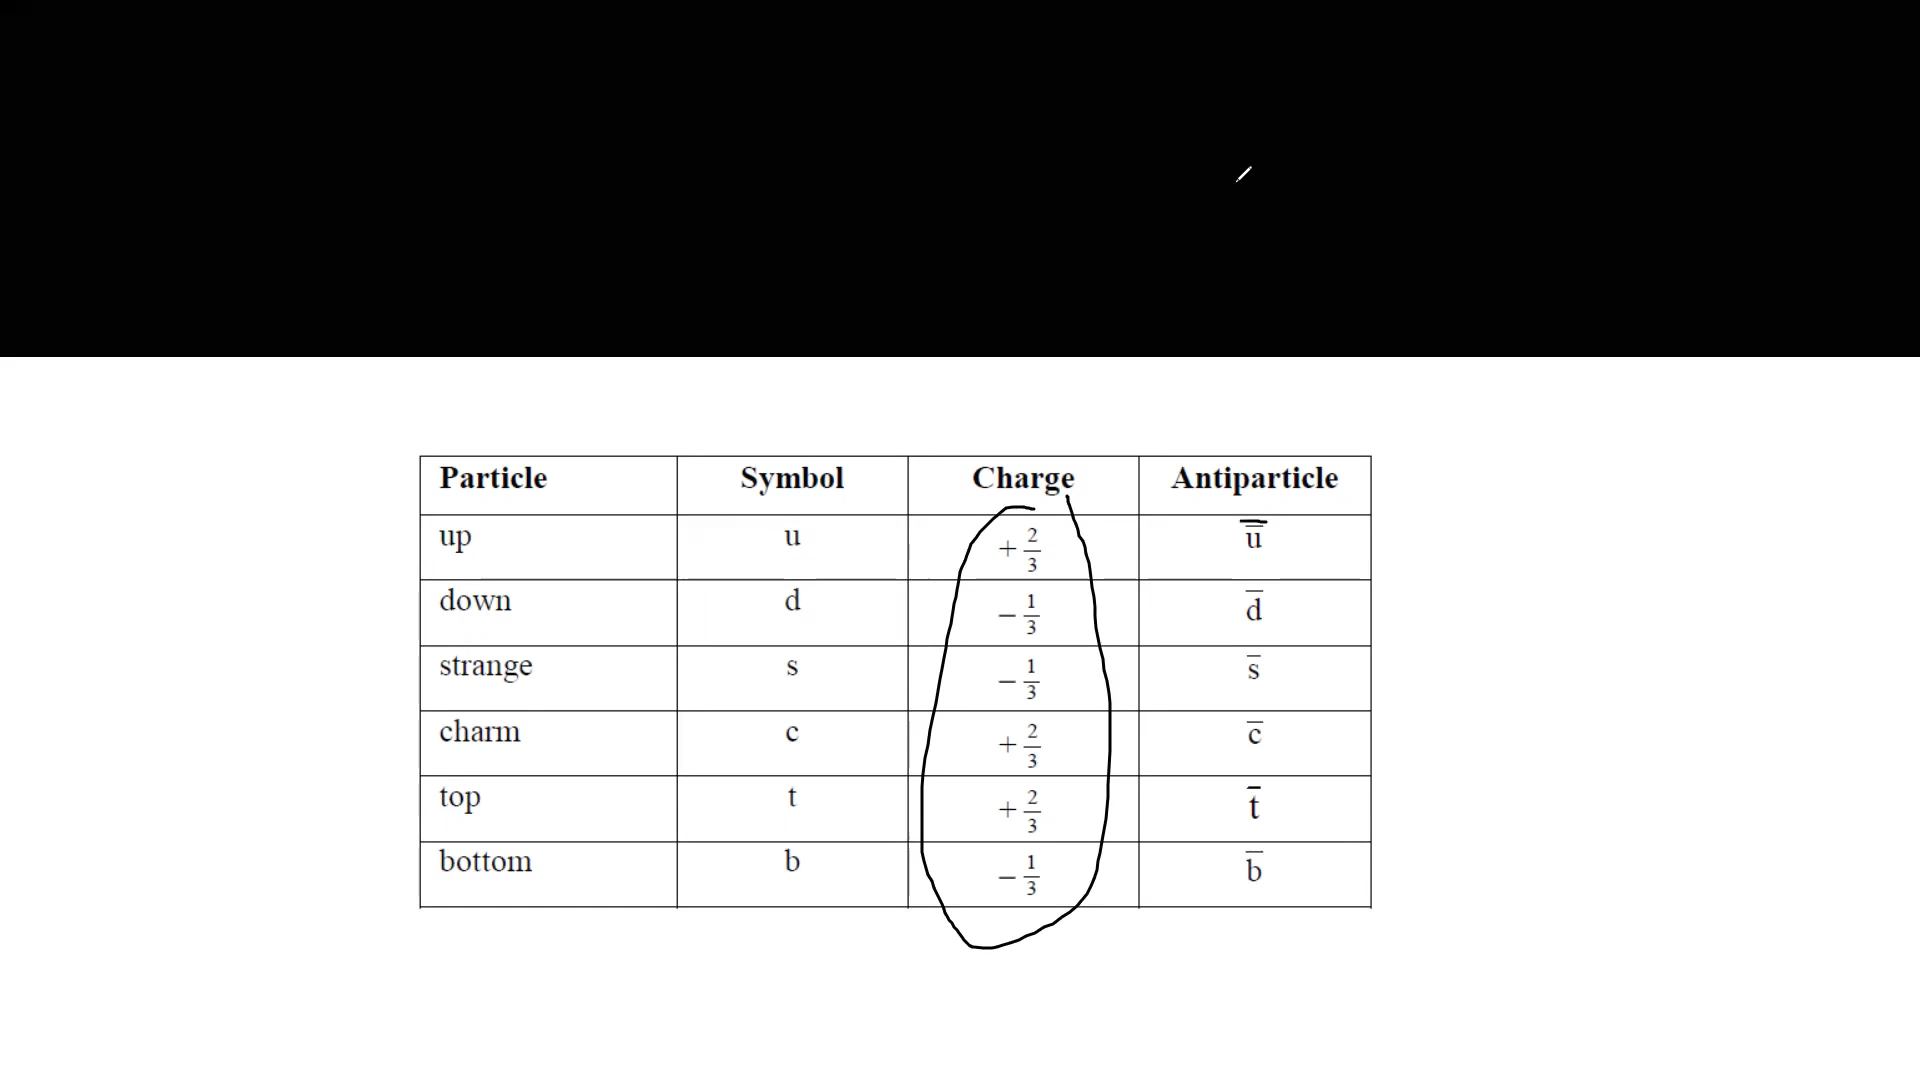 Particle Symbol Charge Antiparticle
up u +2/3 u̅
down d −1/3 d̅
strange s −1/3 s̅
charm c +2/3 c̅
top t +2/3 t̅
bottom b −1/3 b̅